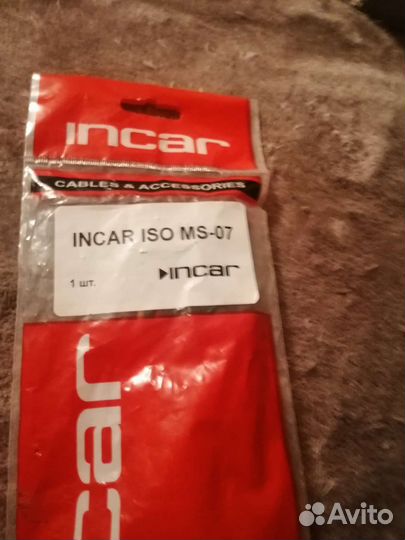 incar
CABLES & ACCESSORIES
INCAR ISO MS-07
incar
1 шт.
car
Avito